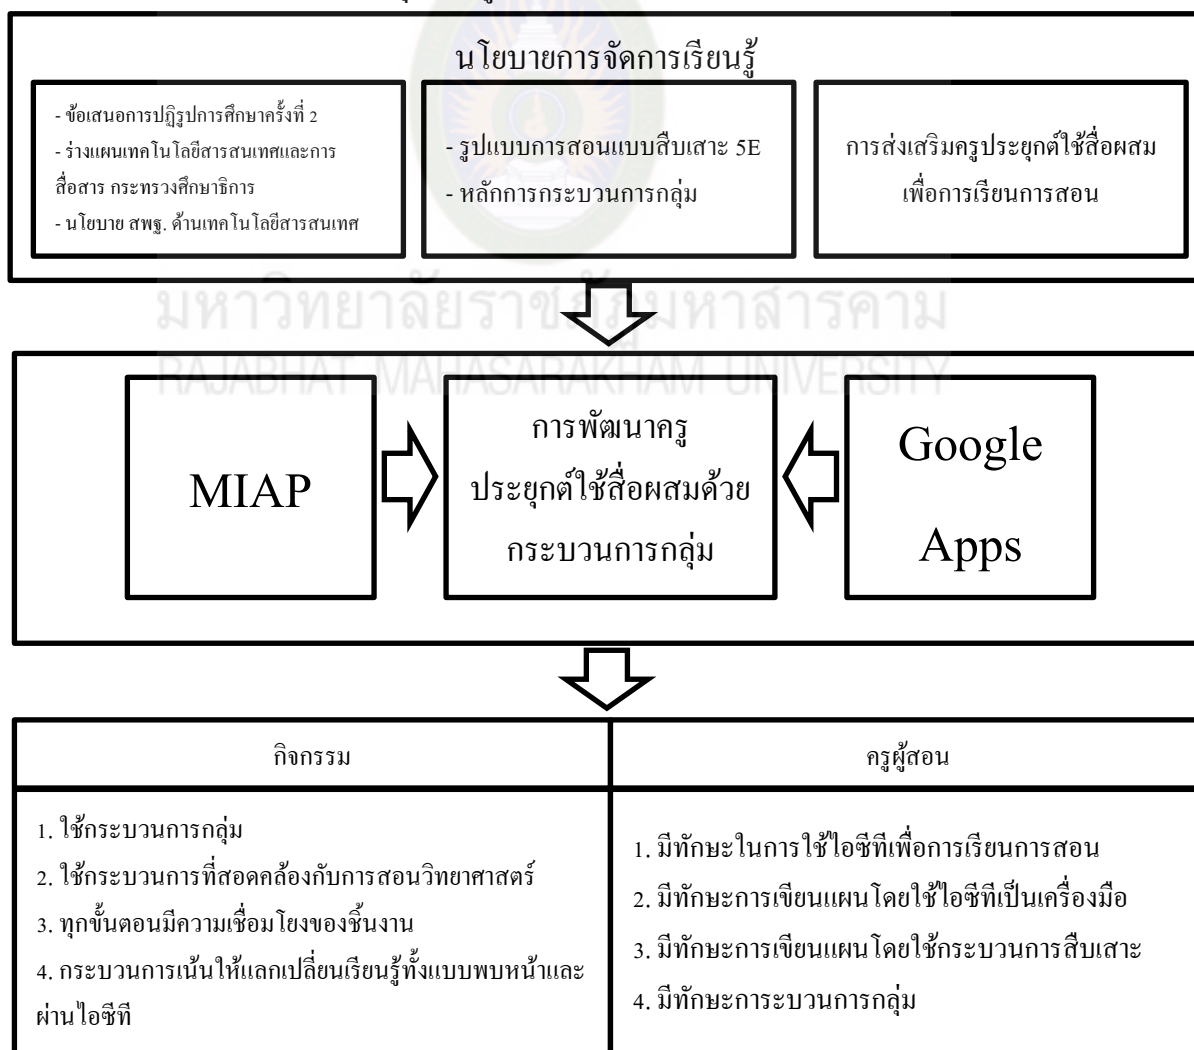 นโยบายการจัดการเรียนรู้
- ข้อเสนอการปฏิรูปการศึกษาครั้งที่ 2
- ร่างแผนเทคโนโลยีสารสนเทศและการ
สื่อสาร กระทรวงศึกษาธิการ
- นโยบาย สพฐ. ด้านเทคโนโลยีสารสนเทศ
- รูปแบบการสอนแบบสืบเสาะ 5E
- หลักการกระบวนการกลุ่ม
การส่งเสริมครูประยุกต์ใช้สื่อผสม
เพื่อการเรียนการสอน
มหาวิทยาลัยราชภัฏมหาสารคาม
RAJABHAT MAHASARAKHAM UNIVERSITY
MIAP
การพัฒนาครู
ประยุกต์ใช้สื่อผสมด้วย
กระบวนการกลุ่ม
Google
Apps
กิจกรรม
1. ใช้กระบวนการกลุ่ม
2. ใช้กระบวนการที่สอดคล้องกับการสอนวิทยาศาสตร์
3. ทุกขั้นตอนมีความเชื่อมโยงของชิ้นงาน
4. กระบวนการเน้นให้แลกเปลี่ยนเรียนรู้ทั้งแบบพบหน้าและ
ผ่านไอซีที
ครูผู้สอน
1. มีทักษะในการใช้ไอซีทีเพื่อการเรียนการสอน
2. มีทักษะการเขียนแผนโดยใช้ไอซีทีเป็นเครื่องมือ
3. มีทักษะการเขียนแผนโดยใช้กระบวนการสืบเสาะ
4. มีทักษะการะบวนการกลุ่ม